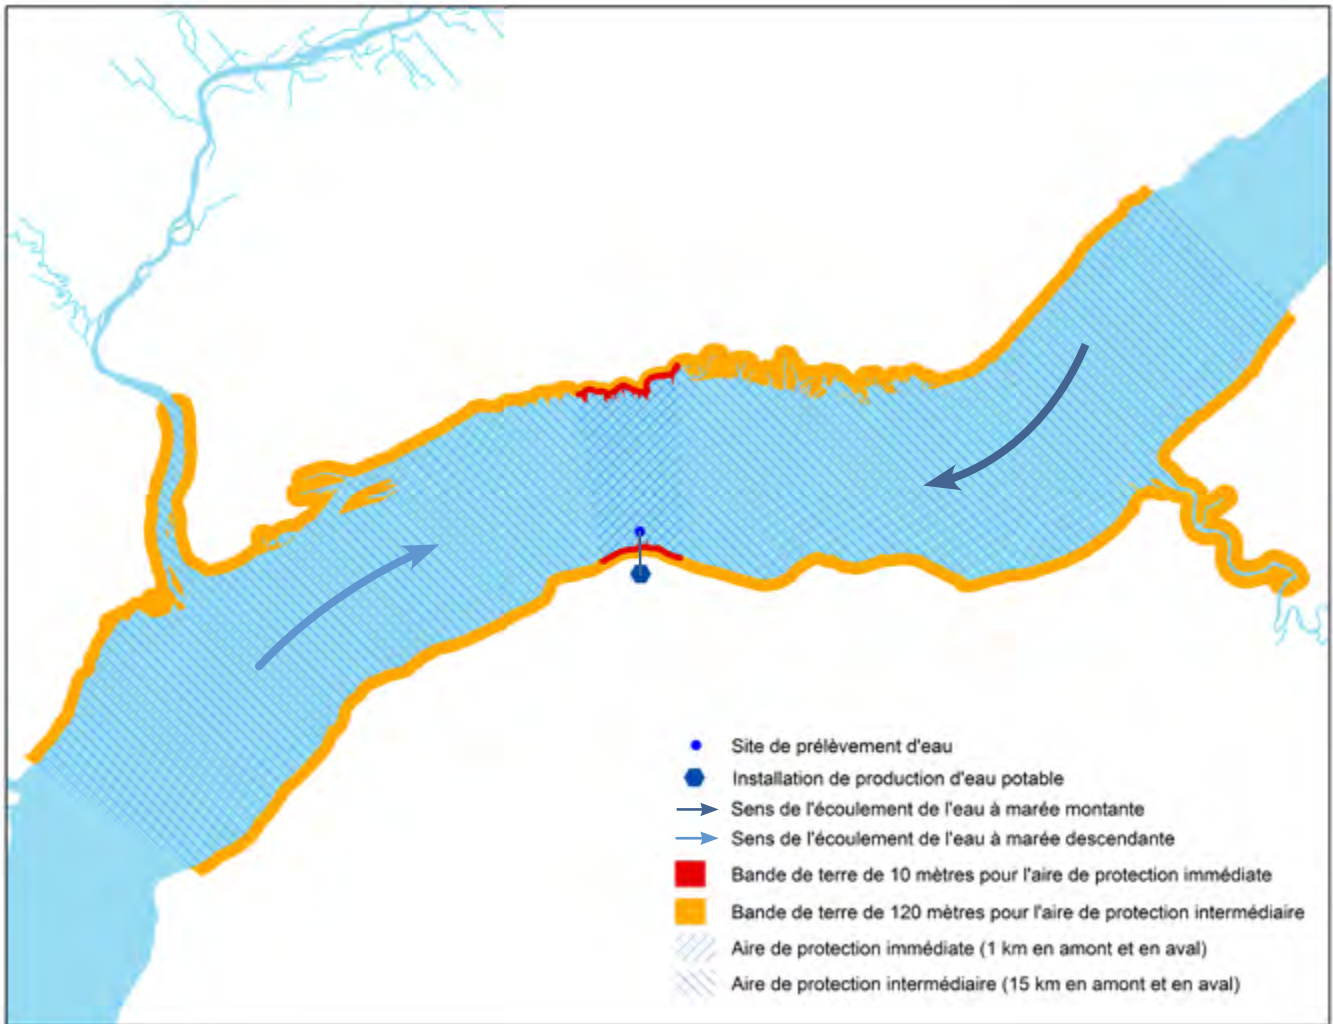 Site de prélèvement d'eau
Installation de production d'eau potable
Sens de l'écoulement de l'eau à marée montante
Sens de l'écoulement de l'eau à marée descendante
Bande de terre de 10 mètres pour l'aire de protection immédiate
Bande de terre de 120 mètres pour l'aire de protection intermédiaire
Aire de protection immédiate (1 km en amont et en aval)
Aire de protection intermédiaire (15 km en amont et en aval)